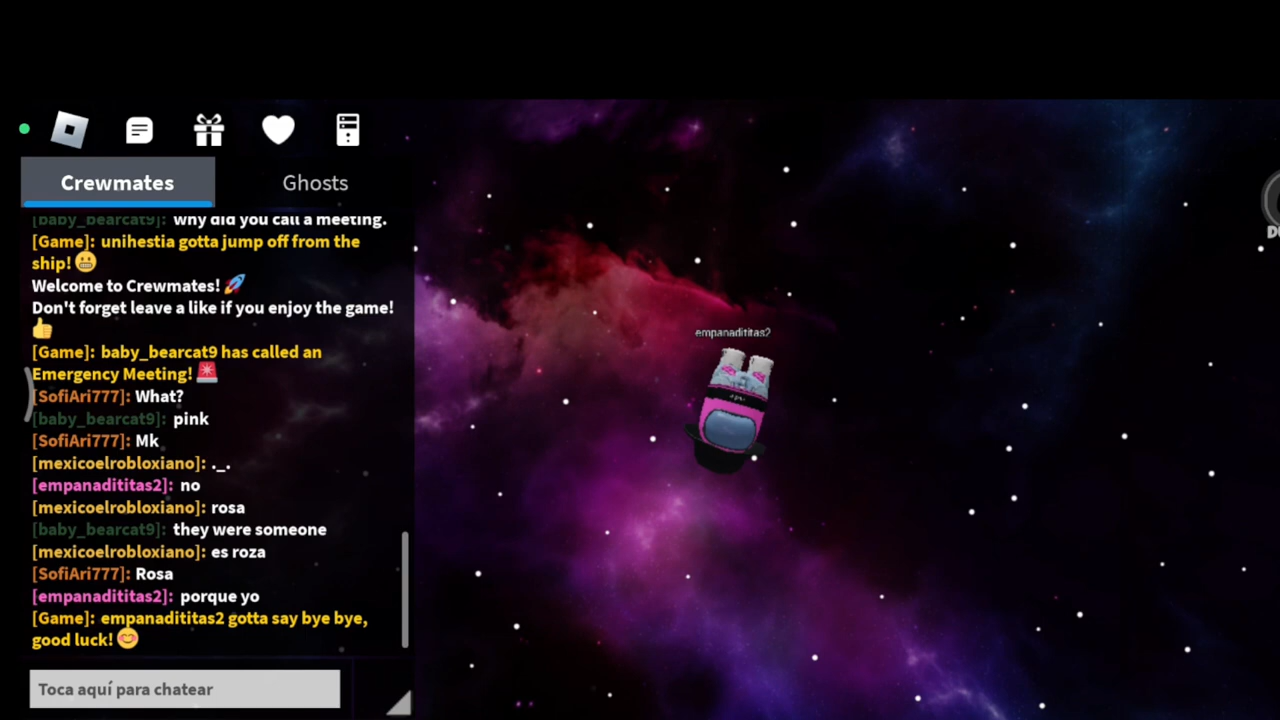 Crewmates
Ghosts
[baby_bearcat9]: why did you call a meeting.
[Game]: unihestia gotta jump off from the
ship! 😬
Welcome to Crewmates! 🚀
Don't forget leave a like if you enjoy the game!
👍
[Game]: baby_bearcat9 has called an
Emergency Meeting! 🚨
[SofiAri777]: What?
[baby_bearcat9]: pink
[SofiAri777]: Mk
[mexicoelrobloxiano]: ._.
[empanadititas2]: no
[mexicoelrobloxiano]: rosa
[baby_bearcat9]: they were someone
[mexicoelrobloxiano]: es roza
[SofiAri777]: Rosa
[empanadititas2]: porque yo
[Game]: empanadititas2 gotta say bye bye,
good luck! 😊
Toca aquí para chatear
empanadititas2